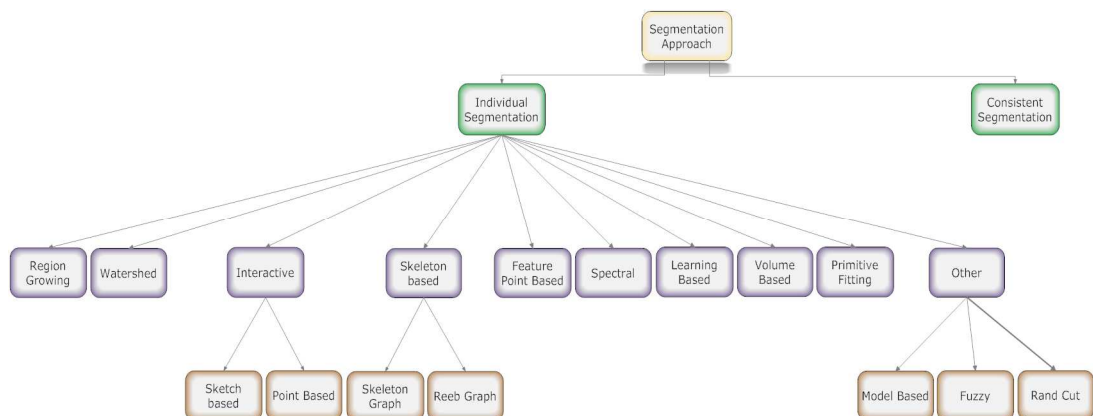 Segmentation
Approach
Individual
Segmentation
Consistent
Segmentation
Region
Growing
Watershed
Interactive
Skeleton
based
Feature
Point Based
Spectral
Learning
Based
Volume
Based
Primitive
Fitting
Other
Sketch
based
Point Based
Skeleton
Graph
Reeb Graph
Model Based
Fuzzy
Rand Cut